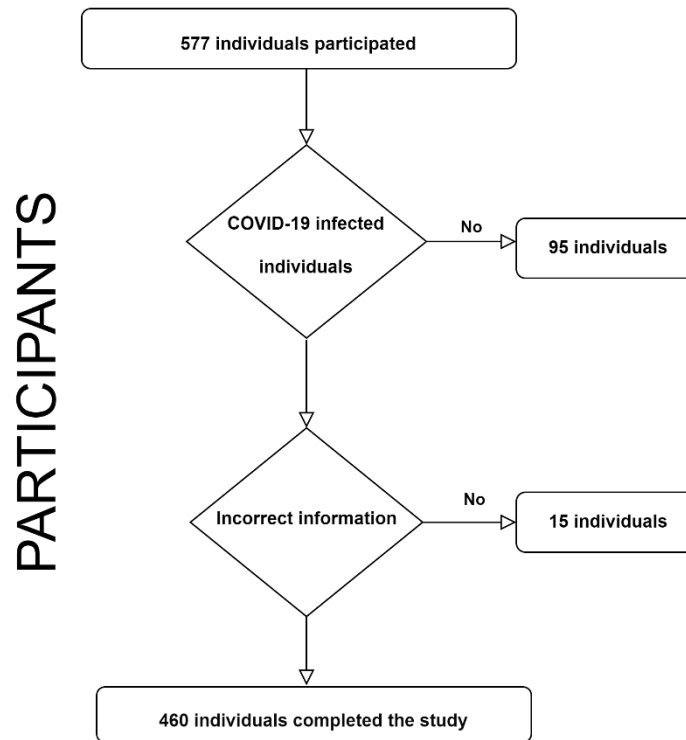 PARTICIPANTS
577 individuals participated
COVID-19 infected
individuals
No
95 individuals
Incorrect information
No
15 individuals
460 individuals completed the study